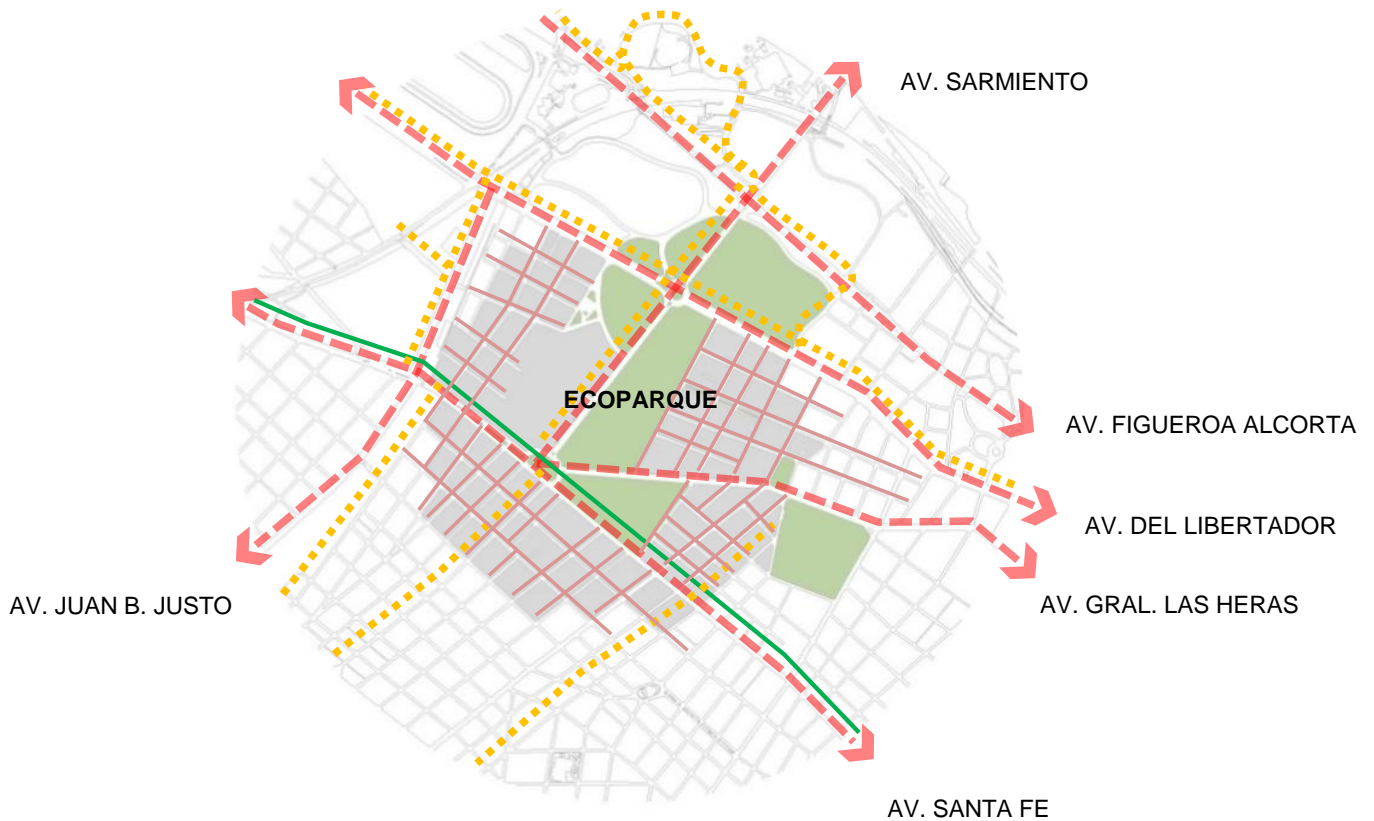 AV. SARMIENTO
ECOPARQUE
AV. FIGUEROA ALCORTA
AV. DEL LIBERTADOR
AV. GRAL. LAS HERAS
AV. JUAN B. JUSTO
AV. SANTA FE